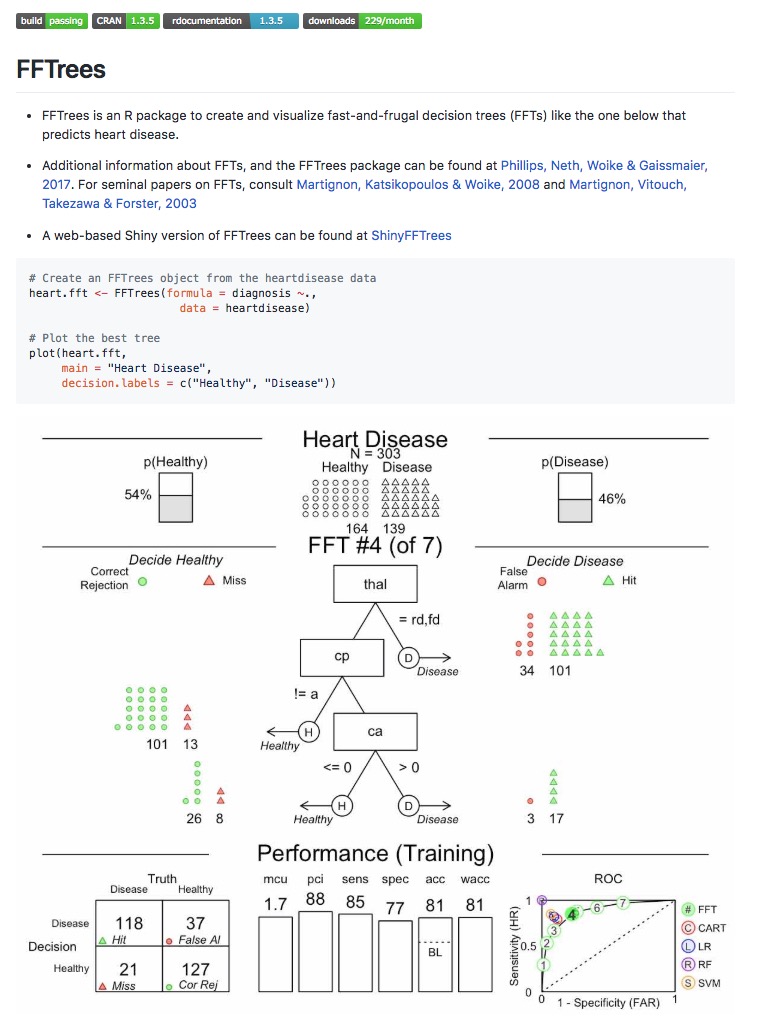 build passing CRAN 1.3.5 rdocumentation 1.3.5 downloads 229/month
FFTrees
• FFTrees is an R package to create and visualize fast-and-frugal decision trees (FFTs) like the one below that
predicts heart disease.
• Additional information about FFTs, and the FFTrees package can be found at Phillips, Neth, Woike & Gaissmaier,
2017. For seminal papers on FFTs, consult Martignon, Katsikopoulos & Woike, 2008 and Martignon, Vitouch,
Takezawa & Forster, 2003
• A web-based Shiny version of FFTrees can be found at ShinyFFTrees
# Create an FFTrees object from the heartdisease data
heart.fft <- FFTrees(formula = diagnosis ~.,
data = heartdisease)
# Plot the best tree
plot(heart.fft,
main = "Heart Disease",
decision.labels = c("Healthy", "Disease"))
Heart Disease
N = 303
p(Healthy) Healthy Disease p(Disease)
54% 46%
164 139
FFT #4 (of 7)
Decide Healthy Decide Disease
Correct
Rejection Miss
False
Alarm Hit
thal
= rd,fd
cp D
Disease
34 101
!= a
H ca
Healthy
101 13
<= 0 > 0
H D
Healthy Disease
26 8 3 17
Performance (Training)
Truth
Disease Healthy
mcu pci sens spec acc wacc
1.7 88 85 77 81 81
BL
Decision
Disease 118 37
Hit False Al
Healthy 21 127
Miss Cor Rej
ROC
Sensitivity (HR)
1
0.5
0
0 1 - Specificity (FAR) 1
1 2 3 4 6 7
# FFT
C CART
L LR
R RF
S SVM